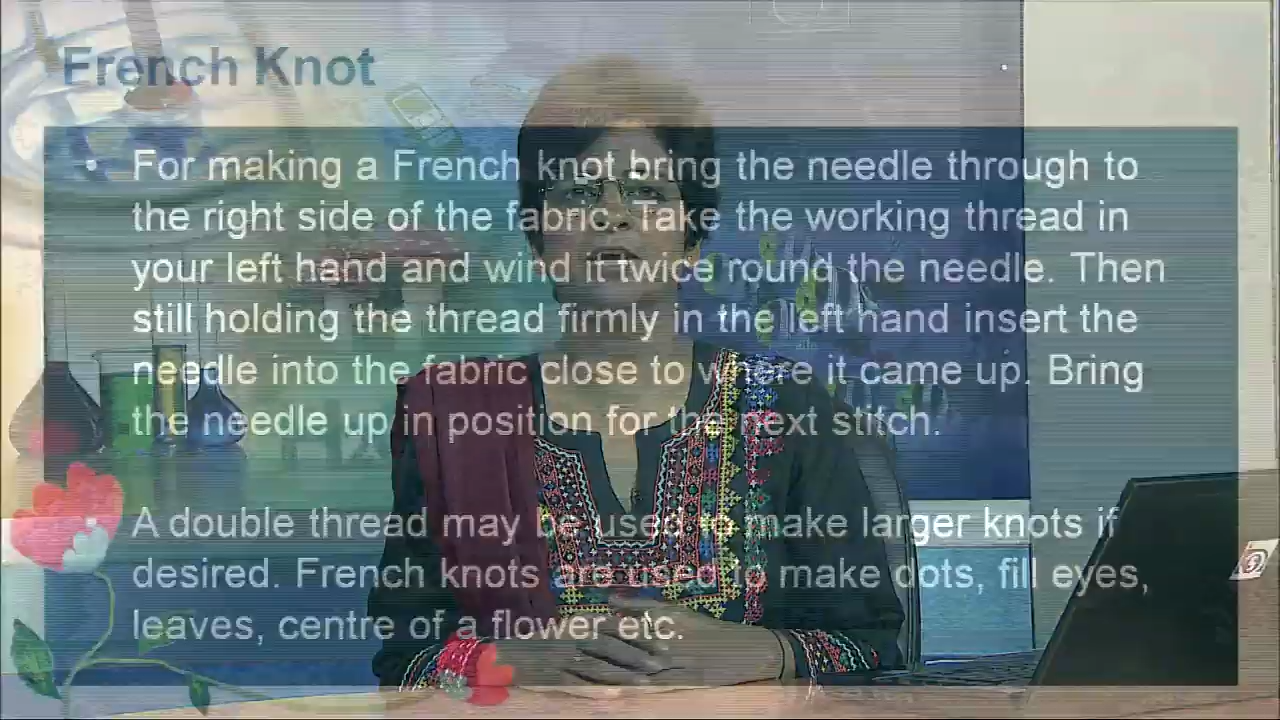 French Knot
• For making a French knot bring the needle through to
the right side of the fabric. Take the working thread in
your left hand and wind it twice round the needle. Then
still holding the thread firmly in the left hand insert the
needle into the fabric close to where it came up. Bring
the needle up in position for the next stitch.
A double thread may be used to make larger knots if
desired. French knots are used to make dots, fill eyes,
leaves, centre of a flower etc.